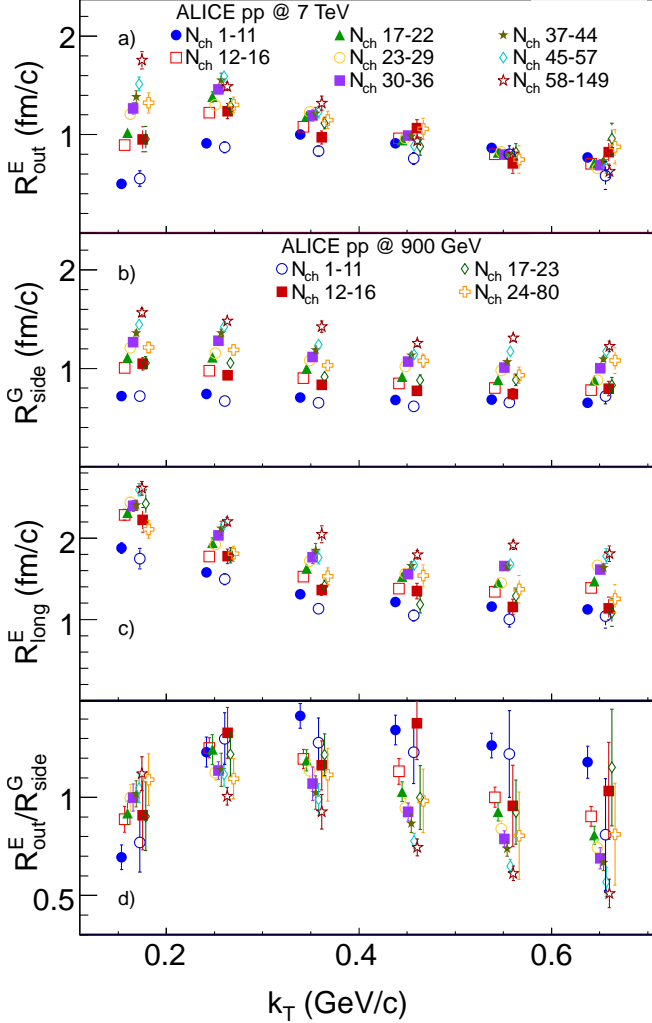 ALICE pp @ 7 TeV
a)
N_ch 1-11
N_ch 12-16
N_ch 17-22
N_ch 23-29
N_ch 30-36
N_ch 37-44
N_ch 45-57
N_ch 58-149
2
1
R^E_out (fm/c)
ALICE pp @ 900 GeV
b)
N_ch 1-11
N_ch 12-16
N_ch 17-23
N_ch 24-80
2
1
R^G_side (fm/c)
2
1
R^E_long (fm/c)
c)
1
0.5
R^E_out/R^G_side
d)
0.2 0.4 0.6
k_T (GeV/c)